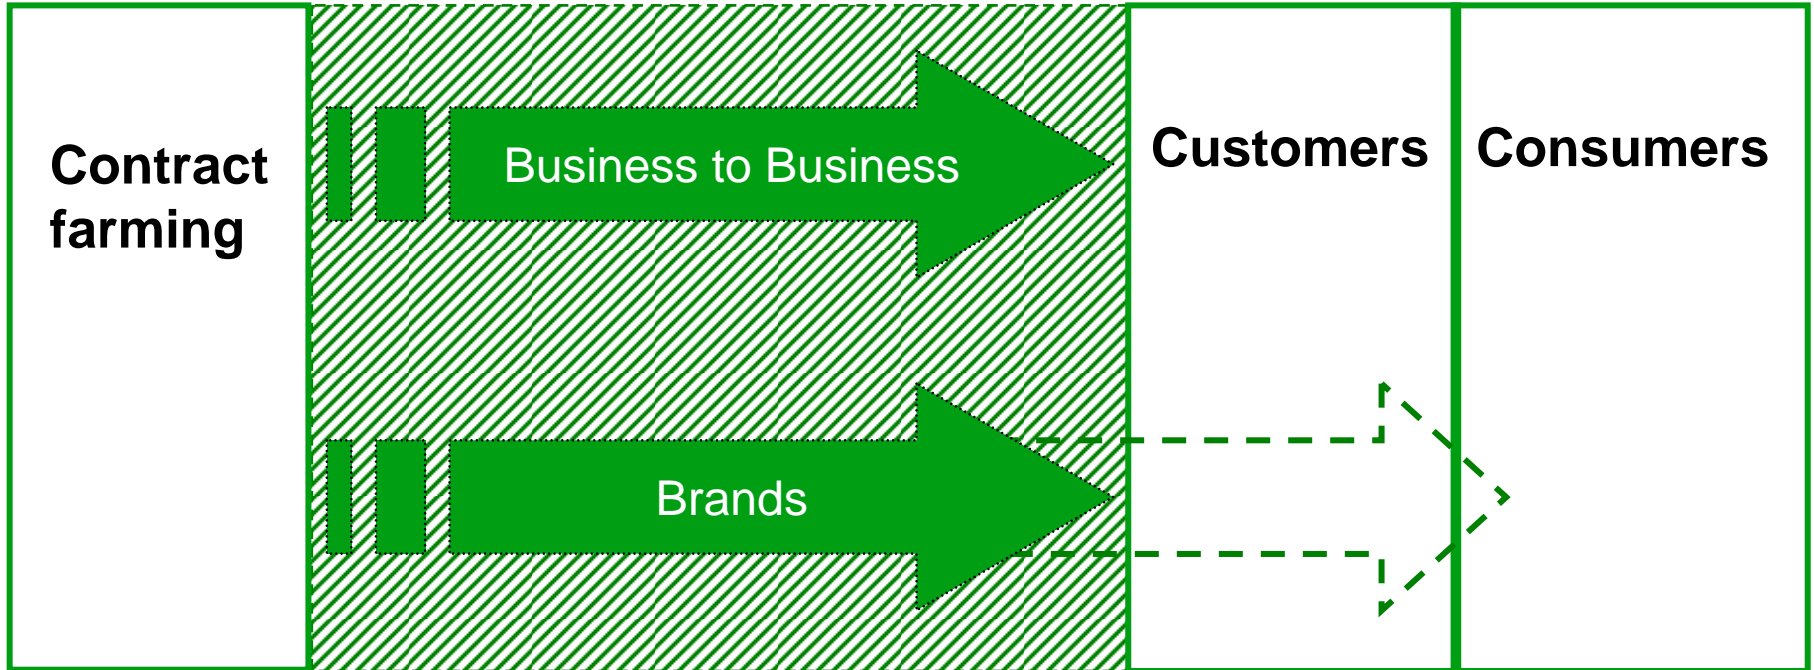 Contract
farming
Business to Business
Brands
Customers
Consumers